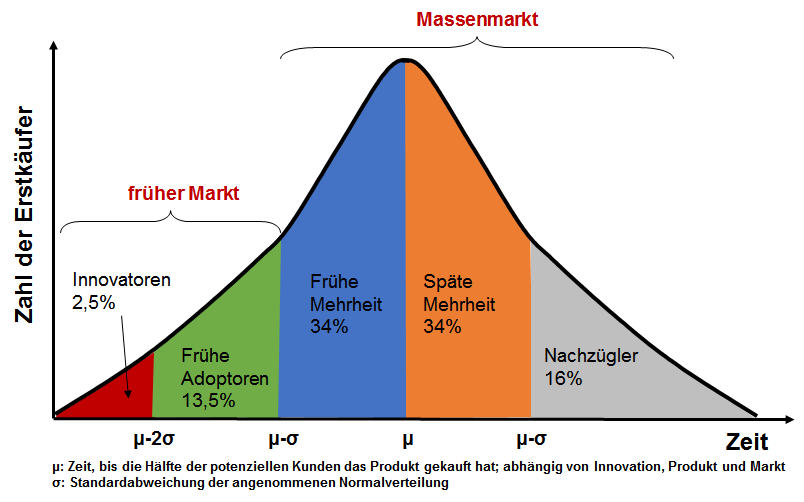 Massenmarkt
früher Markt
Zahl der Erstkäufer
Innovatoren
2,5%
Frühe
Adoptoren
13,5%
Frühe
Mehrheit
34%
Späte
Mehrheit
34%
Nachzügler
16%
μ-2σ
μ-σ
μ
μ-σ
Zeit
μ: Zeit, bis die Hälfte der potenziellen Kunden das Produkt gekauft hat; abhängig von Innovation, Produkt und Markt
σ: Standardabweichung der angenommenen Normalverteilung